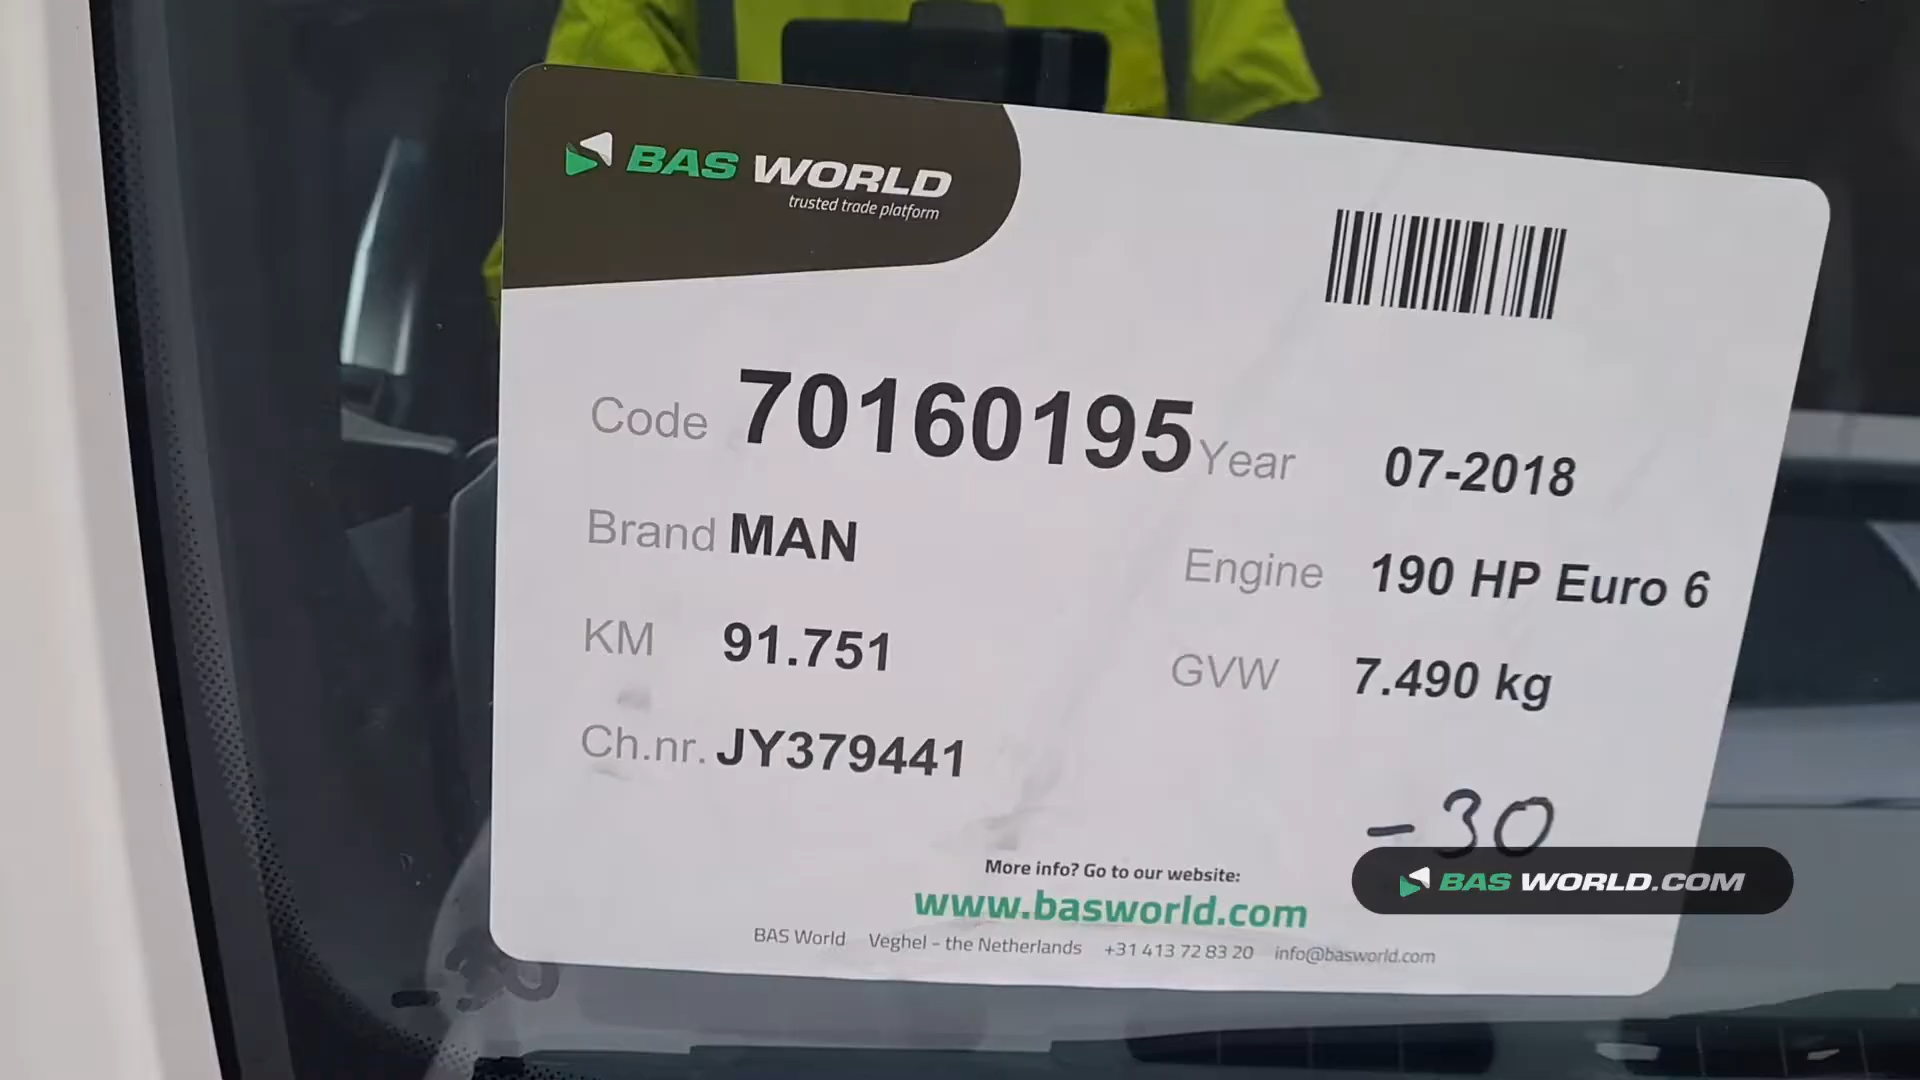 BAS WORLD
trusted trade platform
Code 70160195
Year 07-2018
Brand MAN
Engine 190 HP Euro 6
KM 91.751
GVW 7.490 kg
Ch.nr. JY379441
-30
More info? Go to our website:
www.basworld.com
BAS World Veghel - the Netherlands +31 413 72 83 20 info@basworld.com
BAS WORLD.COM